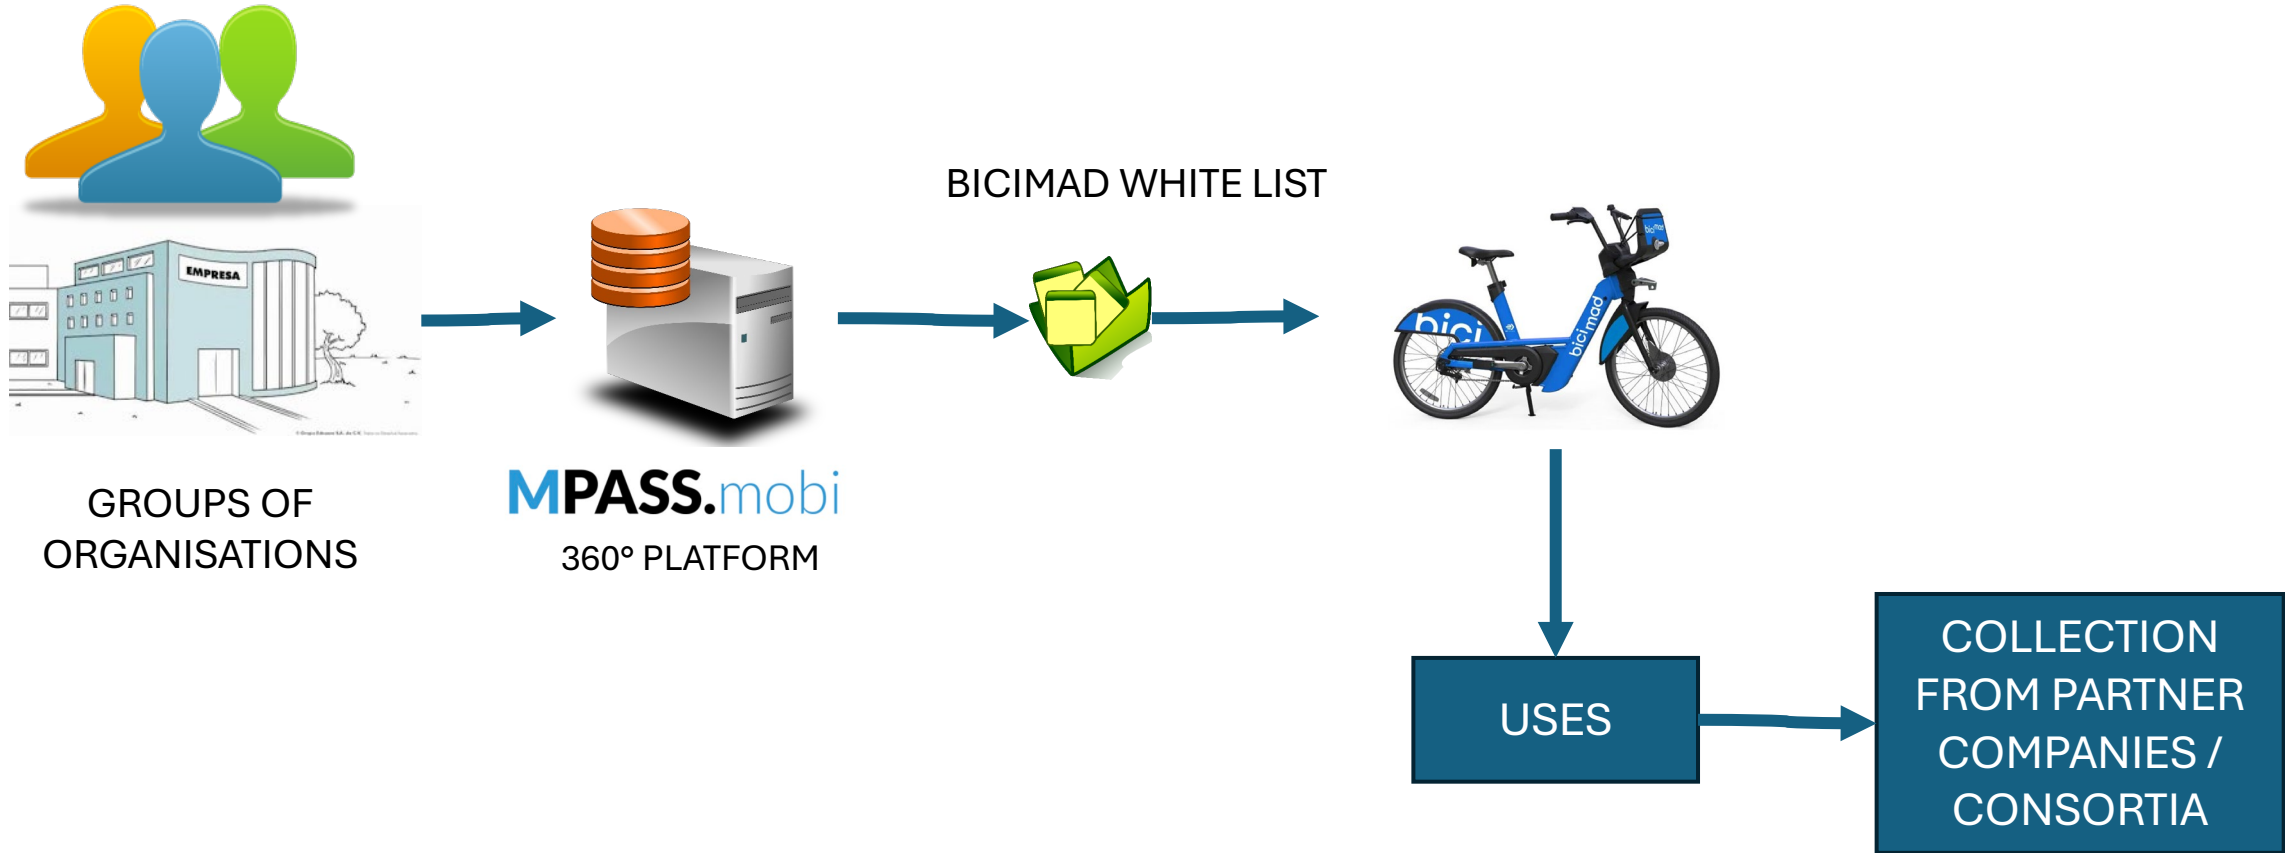 EMPRESA
GROUPS OF
ORGANISATIONS
MPASS.mobi
360° PLATFORM
BICIMAD WHITE LIST
bici
bicimad
bicimad
USES
COLLECTION
FROM PARTNER
COMPANIES /
CONSORTIA